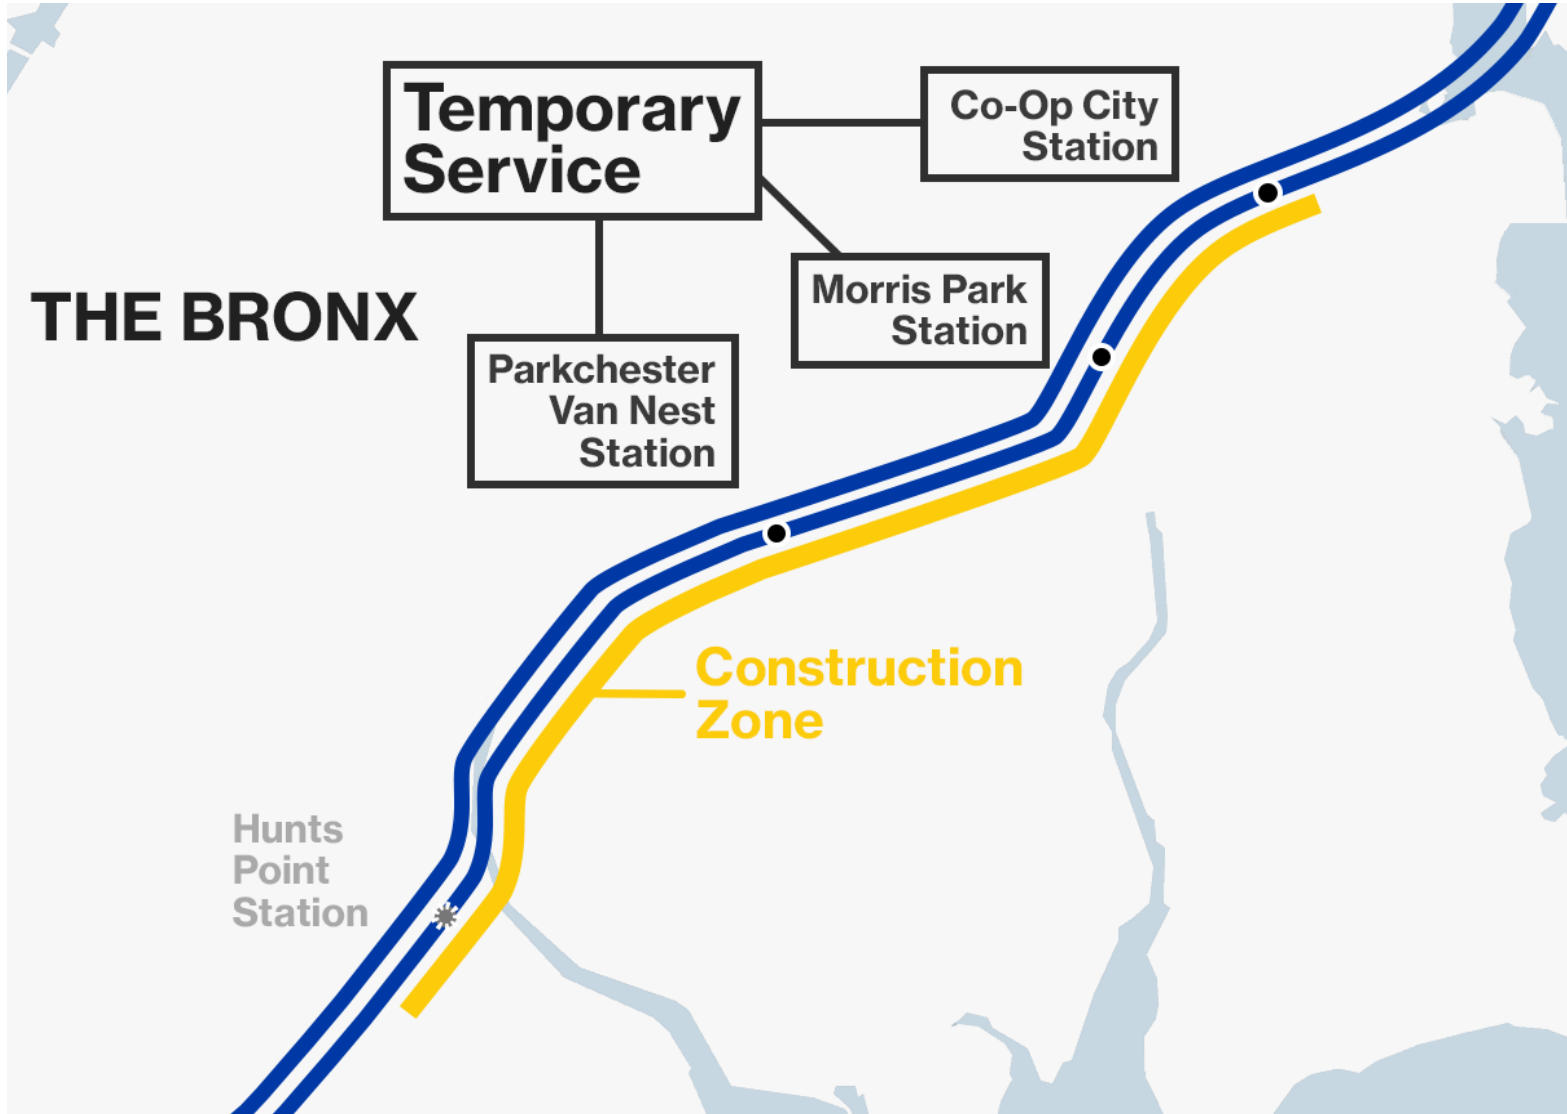 Temporary
Service
Co-Op City
Station
Morris Park
Station
THE BRONX
Parkchester
Van Nest
Station
Construction
Zone
Hunts
Point
Station